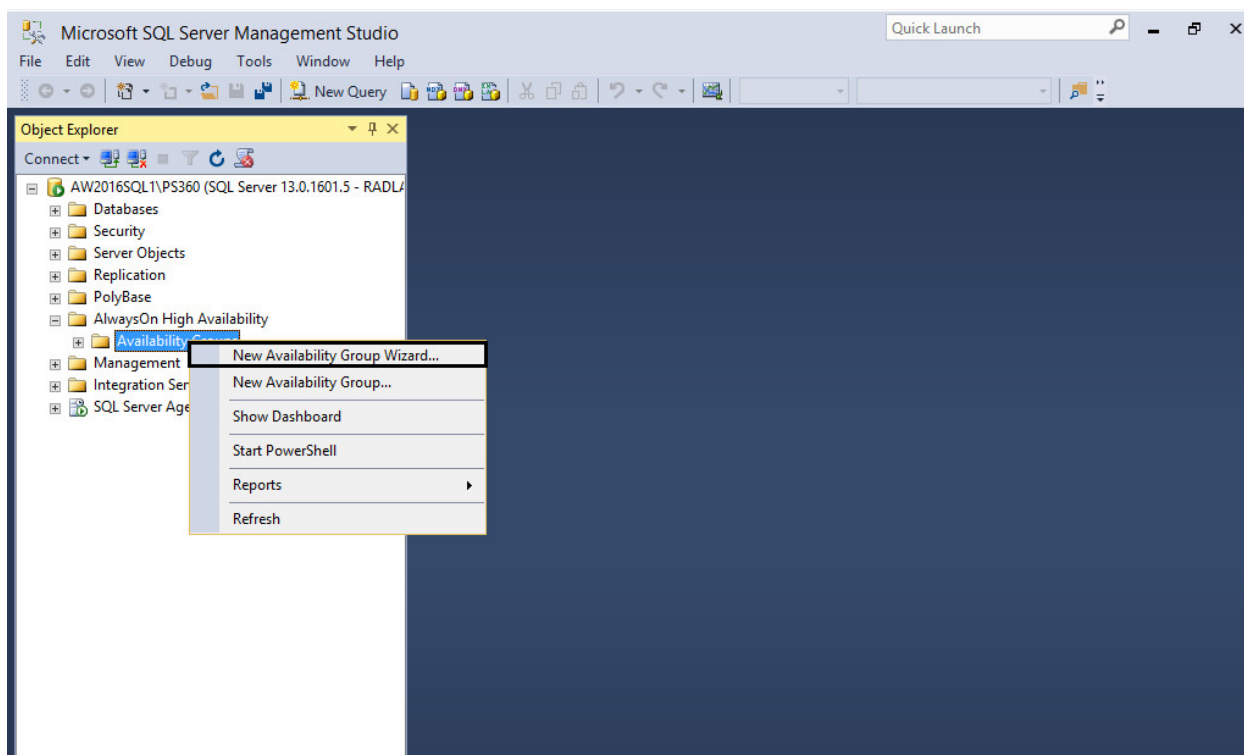 Microsoft SQL Server Management Studio
Quick Launch
File Edit View Debug Tools Window Help
New Query
Object Explorer
Connect
AW2016SQL1\PS360 (SQL Server 13.0.1601.5 - RADLA
Databases
Security
Server Objects
Replication
PolyBase
AlwaysOn High Availability
Availability Groups
New Availability Group Wizard...
Management
New Availability Group...
Integration Ser
SQL Server Age
Show Dashboard
Start PowerShell
Reports
Refresh